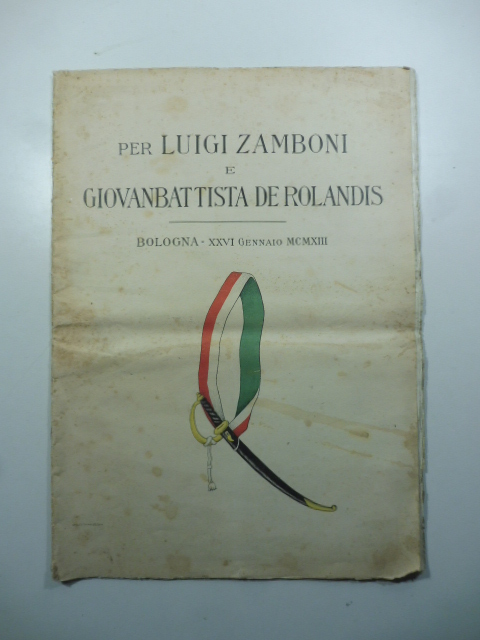 PER LUIGI ZAMBONI
E
GIOVANBATTISTA DE ROLANDIS
BOLOGNA - XXVI GENNAIO MCMXIII